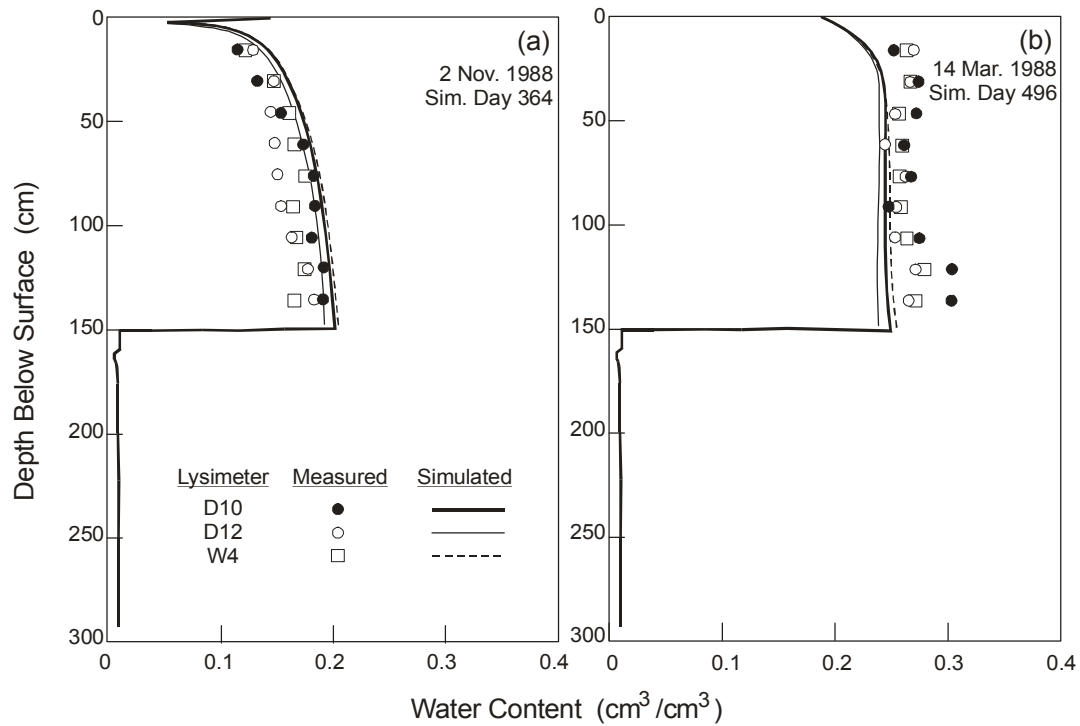 0
50
100
150
200
250
300
Depth Below Surface (cm)
(a)
2 Nov. 1988
Sim. Day 364
Lysimeter Measured Simulated
D10
D12
W4
0 0.1 0.2 0.3 0.4
0
50
100
150
200
250
300
(b)
14 Mar. 1988
Sim. Day 496
0 0.1 0.2 0.3 0.4
Water Content (cm³/cm³)